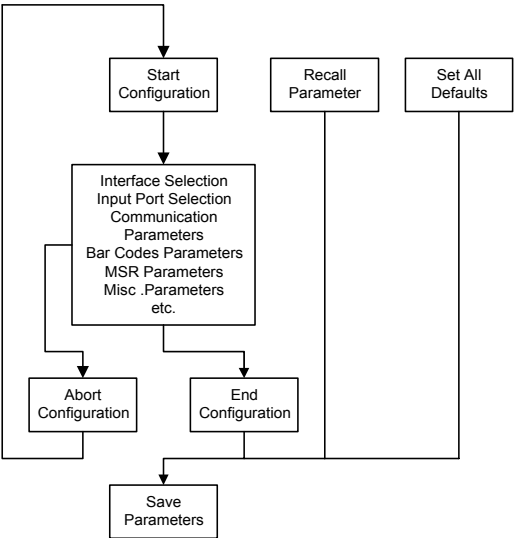 Start
Configuration
Recall
Parameter
Set All
Defaults
Interface Selection
Input Port Selection
Communication
Parameters
Bar Codes Parameters
MSR Parameters
Misc .Parameters
etc.
Abort
Configuration
End
Configuration
Save
Parameters